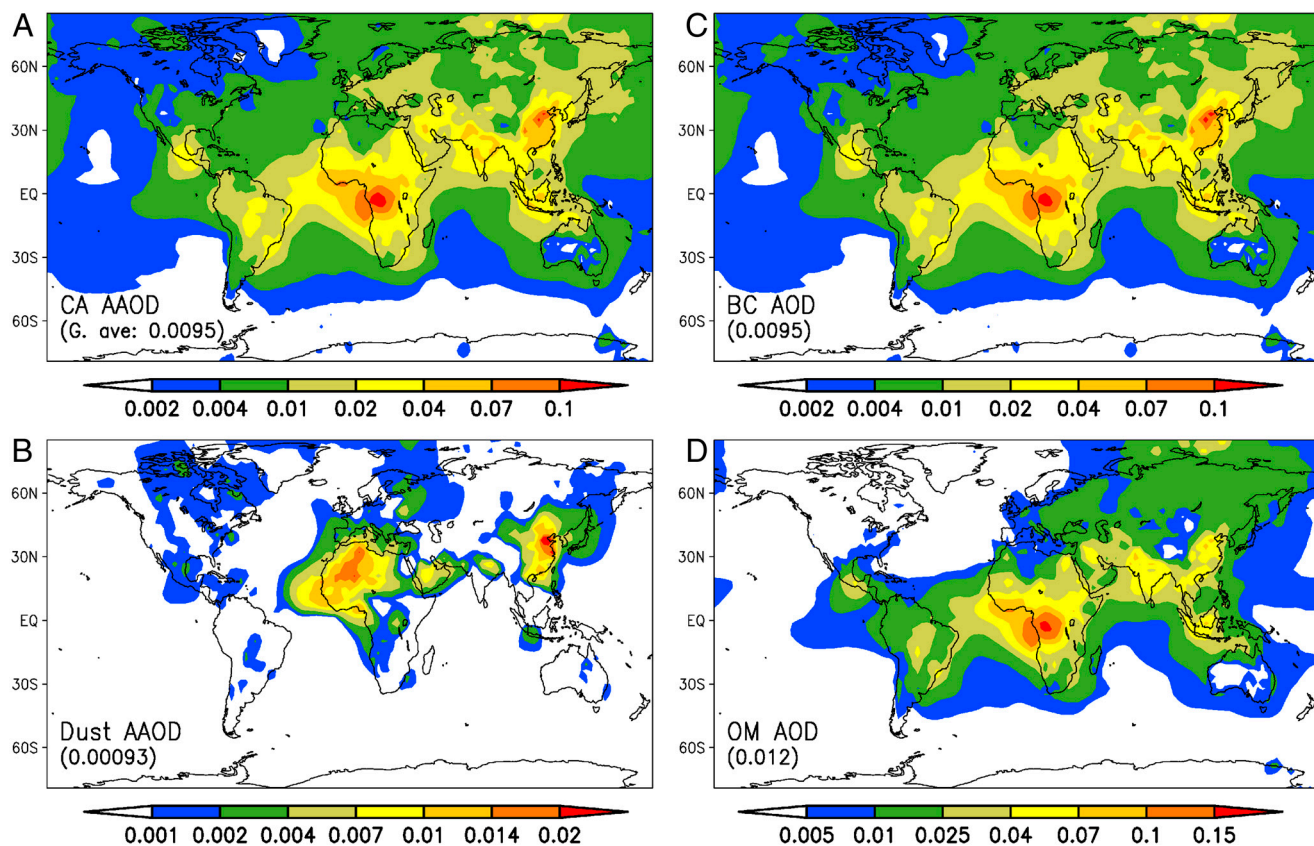 A
60N
30N
EQ
30S
60S
CA AAOD
(G. ave: 0.0095)
0.002 0.004 0.01 0.02 0.04 0.07 0.1
C
60N
30N
EQ
30S
60S
BC AOD
(0.0095)
0.002 0.004 0.01 0.02 0.04 0.07 0.1
B
60N
30N
EQ
30S
60S
Dust AAOD
(0.00093)
0.001 0.002 0.004 0.007 0.01 0.014 0.02
D
60N
30N
EQ
30S
60S
OM AOD
(0.012)
0.005 0.01 0.025 0.04 0.07 0.1 0.15